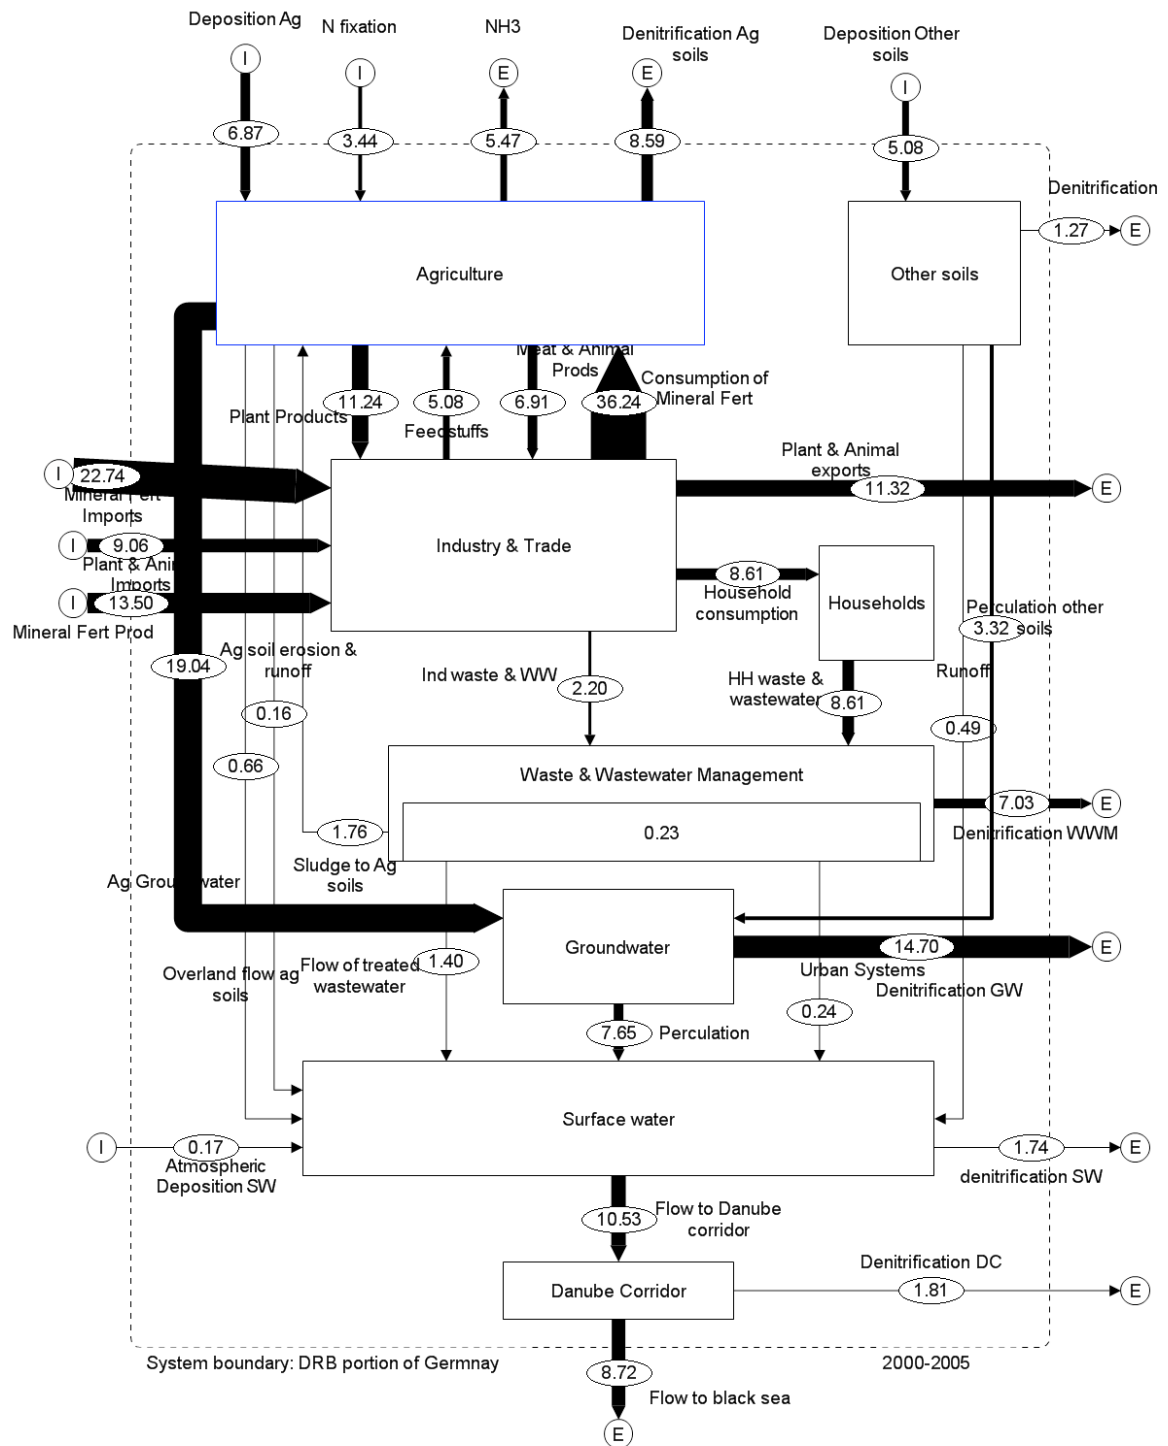 Deposition Ag
N fixation
NH3
Denitrification Ag
soils
Deposition Other
soils
I
I
E
E
I
6.87
3.44
5.47
8.59
5.08
Denitrification
1.27
E
Agriculture
Other soils
Meat & Animal
Prods
Consumption of
Mineral Fert
11.24
5.08
6.91
36.24
Plant Products
Feedstuffs
Plant & Animal
exports
I
22.74
11.32
E
Mineral Fert
Imports
I
9.06
Industry & Trade
Plant & Ani
Imports
8.61
Household
consumption
Households
I
13.50
Mineral Fert Prod
Perculation other
soils
3.32
Ag soil erosion &
runoff
19.04
Ind waste & WW
2.20
HH waste &
wastewater
8.61
Runoff
0.16
0.49
0.66
Waste & Wastewater Management
7.03
E
Denitrification WWM
1.76
0.23
Sludge to Ag
soils
Ag Groundwater
Groundwater
14.70
E
Overland flow ag
soils
Flow of treated
wastewater
1.40
Urban Systems
Denitrification GW
0.24
7.65
Perculation
Surface water
I
0.17
Atmospheric
Deposition SW
1.74
E
denitrification SW
10.53
Flow to Danube
corridor
Denitrification DC
Danube Corridor
1.81
E
System boundary: DRB portion of Germnay
2000-2005
8.72
Flow to black sea
E